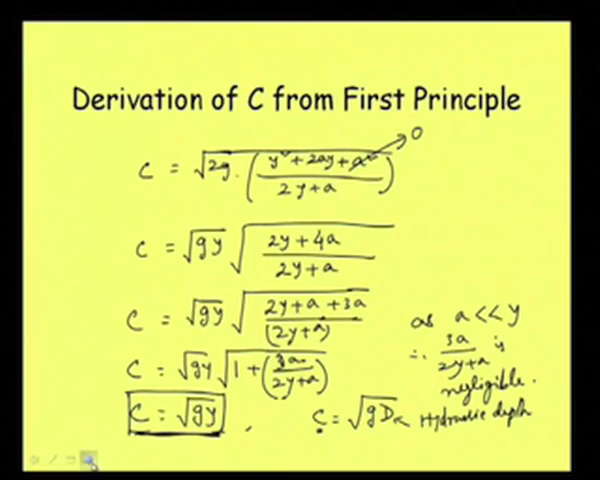 Derivation of C from First Principle
C = √2g. ( (y² + 2ay + a²) / (2y+a) ) → 0
C = √gy √( (2y + 4a) / (2y + a) )
C = √gy √( (2y + a + 3a) / (2y+a) )
as a << y
∴ 3a / (2y+a) is
negligible.
C = √gy √( 1 + ( 3a / (2y+a) ) )
C = √gy
C = √gD ← Hydraulic depth